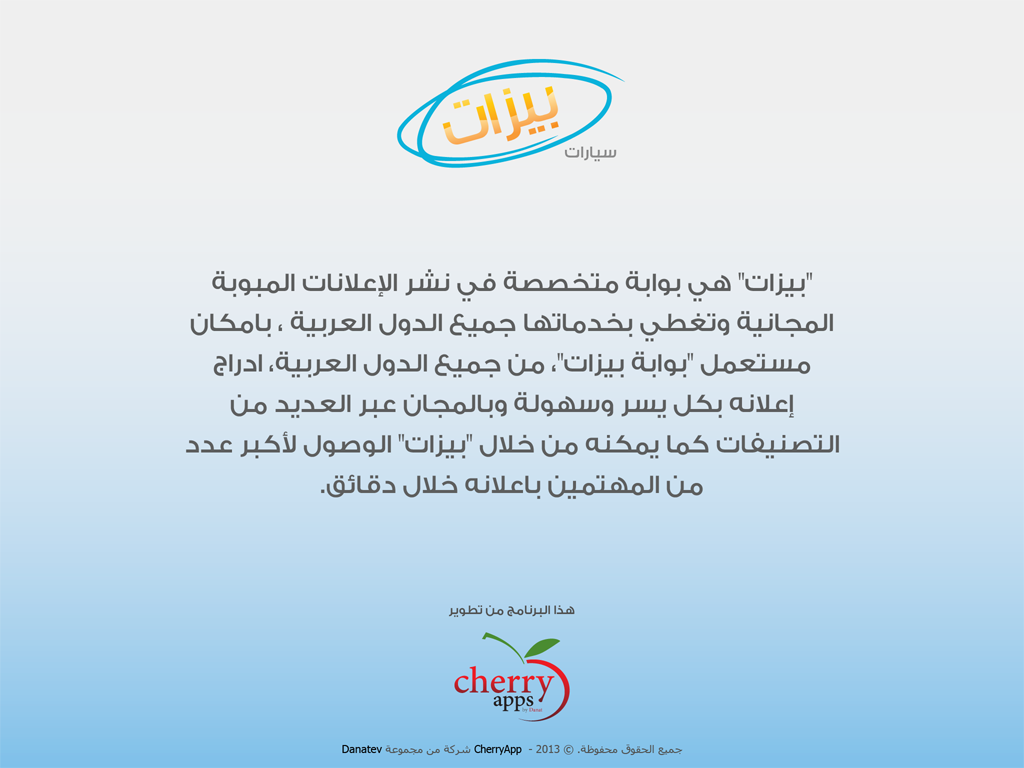 بيزات
سيارات
"بيزات" هي بوابة متخصصة في نشر الإعلانات المبوبة
المجانية وتغطي بخدماتها جميع الدول العربية ، بامكان
مستعمل "بوابة بيزات"، من جميع الدول العربية، ادراج
إعلانه بكل يسر وسهولة وبالمجان عبر العديد من
التصنيفات كما يمكنه من خلال "بيزات" الوصول لأكبر عدد
من المهتمين باعلانه خلال دقائق.
هذا البرنامج من تطوير
cherry
apps
by Danat
جميع الحقوق محفوظة. © 2013 - CherryApp شركة من مجموعة Danatev